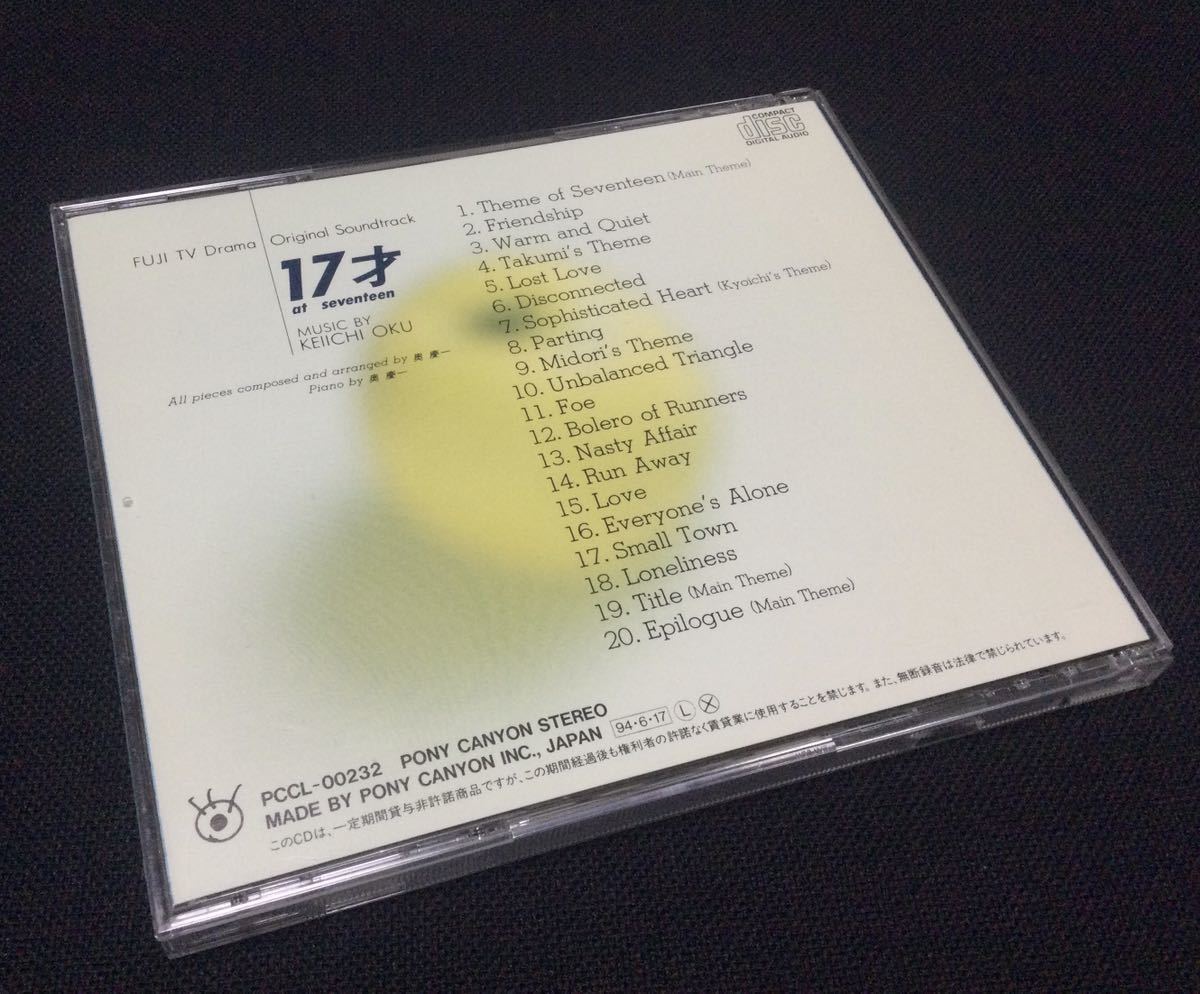 COMPACT
disc
DIGITAL AUDIO
FUJI TV Drama
Original Soundtrack
17才
at seventeen
MUSIC BY
KEIICHI OKU
All pieces composed and arranged by 奥 慶一
Piano by 奥 慶一
1. Theme of Seventeen (Main Theme)
2. Friendship
3. Warm and Quiet
4. Takumi's Theme
5. Lost Love
6. Disconnected
7. Sophisticated Heart (Kyoichi's Theme)
8. Parting
9. Midori's Theme
10. Unbalanced Triangle
11. Foe
12. Bolero of Runners
13. Nasty Affair
14. Run Away
15. Love
16. Everyone's Alone
17. Small Town
18. Loneliness
19. Title (Main Theme)
20. Epilogue (Main Theme)
PCCL-00232 PONY CANYON STEREO
MADE BY PONY CANYON INC., JAPAN 94・6・17 L X
このCDは、一定期間貸与非許諾商品ですが、この期間経過後も権利者の許諾なく賃貸業に使用することを禁じます。また、無断録音は法律で禁じられています。